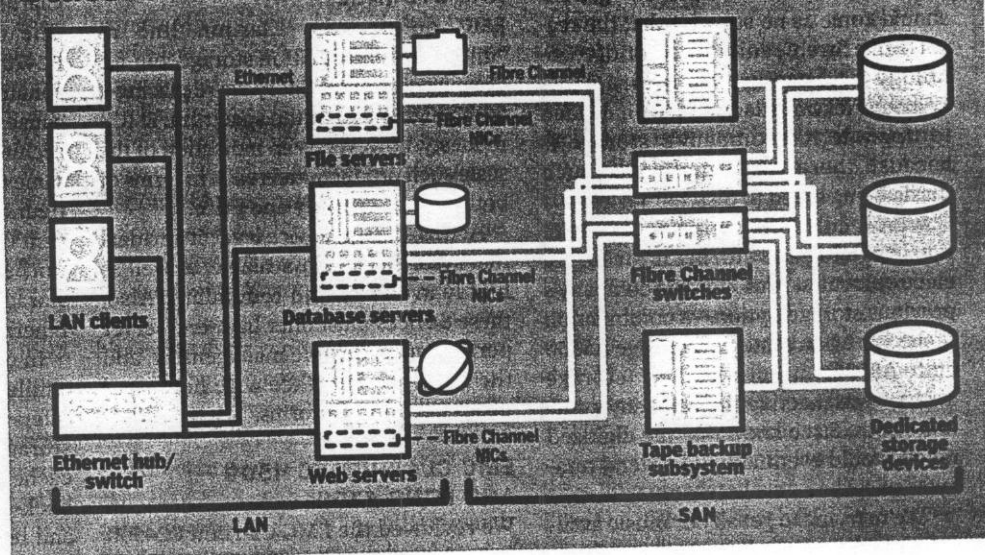 Ethernet
Fibre Channel
Fibre Channel
NICs
File servers
Fibre Channel
NICs
Database servers
LAN clients
Fibre Channel
switches
Fibre Channel
NICs
Web servers
Ethernet hub/
switch
Tape backup
subsystem
Dedicated
storage
devices
LAN
SAN